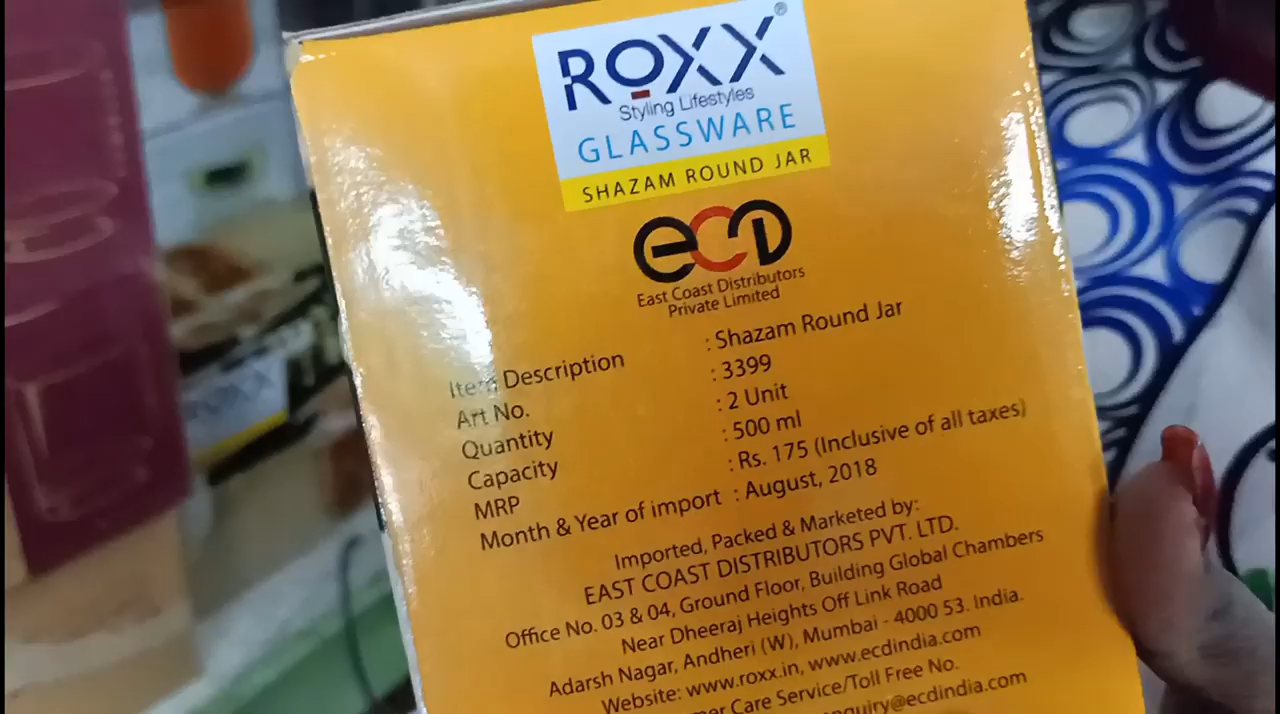 ROXX®
Styling Lifestyles
GLASSWARE
SHAZAM ROUND JAR
ecd
East Coast Distributors
Private Limited
Item Description : Shazam Round Jar
Art No. : 3399
Quantity : 2 Unit
Capacity : 500 ml
MRP : Rs. 175 (Inclusive of all taxes)
Month & Year of import : August, 2018
Imported, Packed & Marketed by:
EAST COAST DISTRIBUTORS PVT. LTD.
Office No. 03 & 04, Ground Floor, Building Global Chambers
Near Dheeraj Heights Off Link Road
Adarsh Nagar, Andheri (W), Mumbai - 4000 53. India.
Website: www.roxx.in, www.ecdindia.com
Care Service/Toll Free No.
@ecdindia.com
ROXX